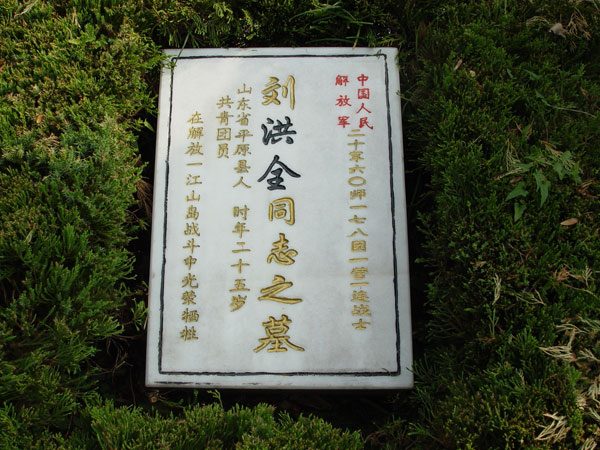 中国人民
解放军
二十军六〇师一七八团一营一连战士
刘洪全同志之墓
山东省平原县人 时年二十五岁
共青团员
在解放一江山岛战斗中光荣牺牲